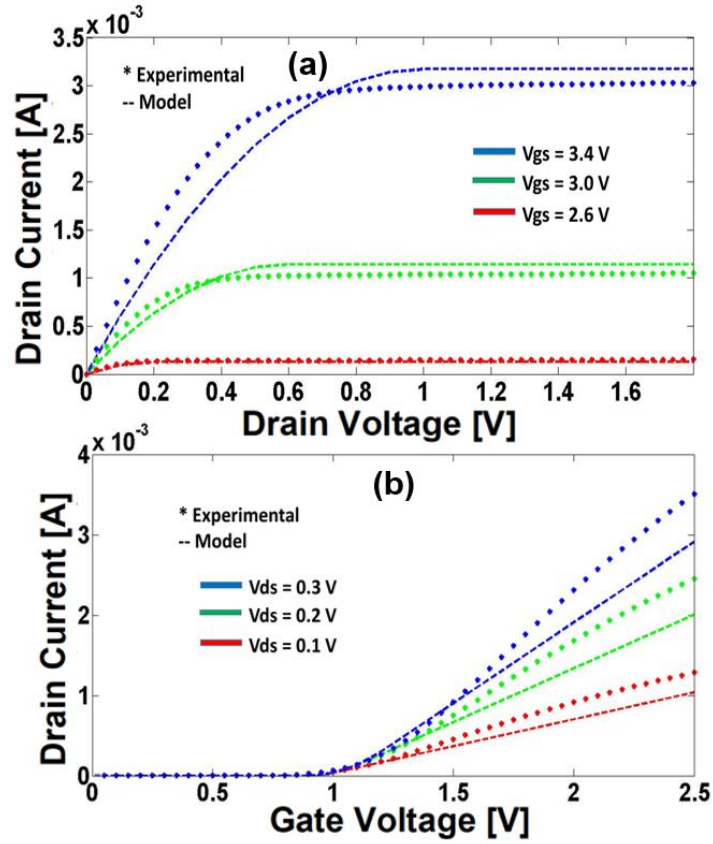 x 10⁻³
3.5
3
2.5
2
1.5
1
0.5
0
Drain Current [A]
(a)
* Experimental
-- Model
Vgs = 3.4 V
Vgs = 3.0 V
Vgs = 2.6 V
0 0.2 0.4 0.6 0.8 1 1.2 1.4 1.6
Drain Voltage [V]
x 10⁻³
4
3
2
1
0
Drain Current [A]
(b)
* Experimental
-- Model
Vds = 0.3 V
Vds = 0.2 V
Vds = 0.1 V
0 0.5 1 1.5 2 2.5
Gate Voltage [V]